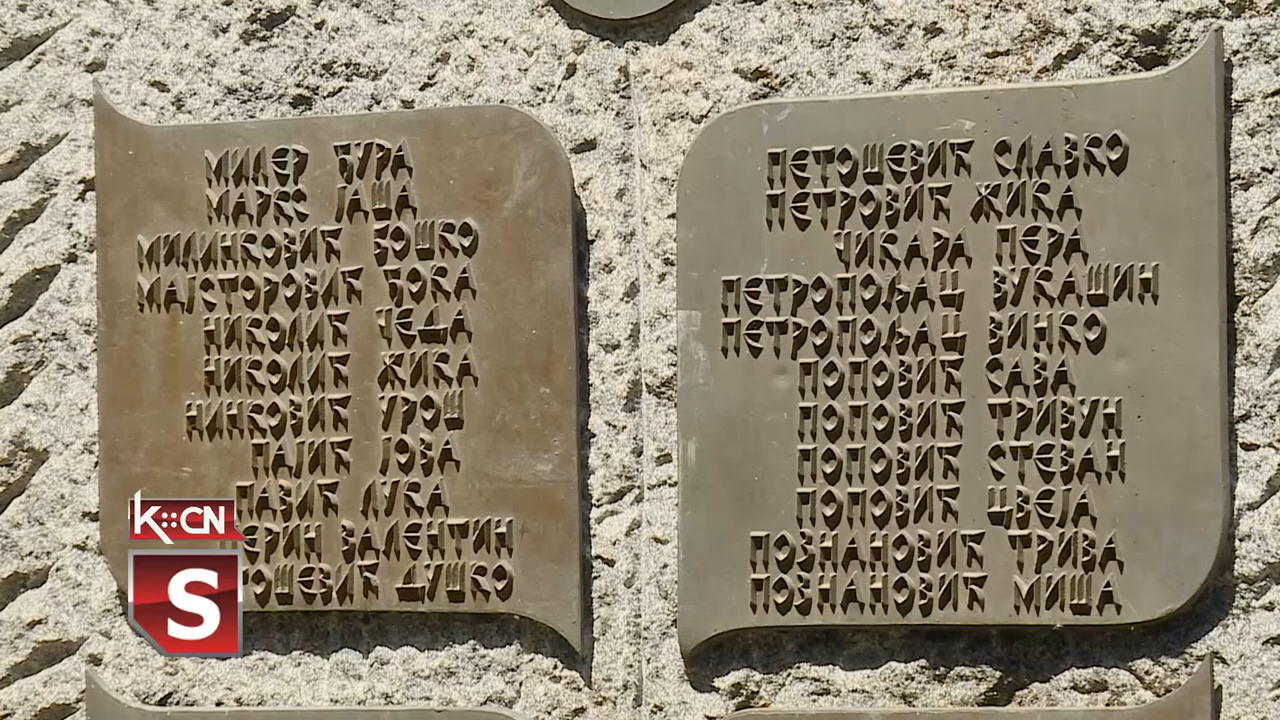 МИЛЕР ЂУРА
МАРКС ЈАША
МИЛИНКОВИЋ БОШКО
МАЈСТОРОВИЋ БОКА
НИКОЛИЋ ЧЕДА
НИКОЛИЋ ЖИКА
НИНКОВИЋ УРОШ
ПАЈИЋ ЈОВА
ПАВИЋ ЛУКА
ВАЛЕНТИН
ДУШКО
ПЕТОШЕВИЋ СЛАВКО
ПЕТРОВИЋ ЖИКА
ЧИКАРА ПЕРА
ПЕТРОПОЉАЦ ВУКАШИН
ПЕТРОПОЉАЦ ВИНКО
ПОПОВИЋ САВА
ПОПОВИЋ ТРИВУН
ПОПОВИЋ СТЕВАН
ПОПОВИЋ ЦВЕЈА
ПОЗНАНОВИЋ ТРИВА
ПОЗНАНОВИЋ МИША
K::CN
S